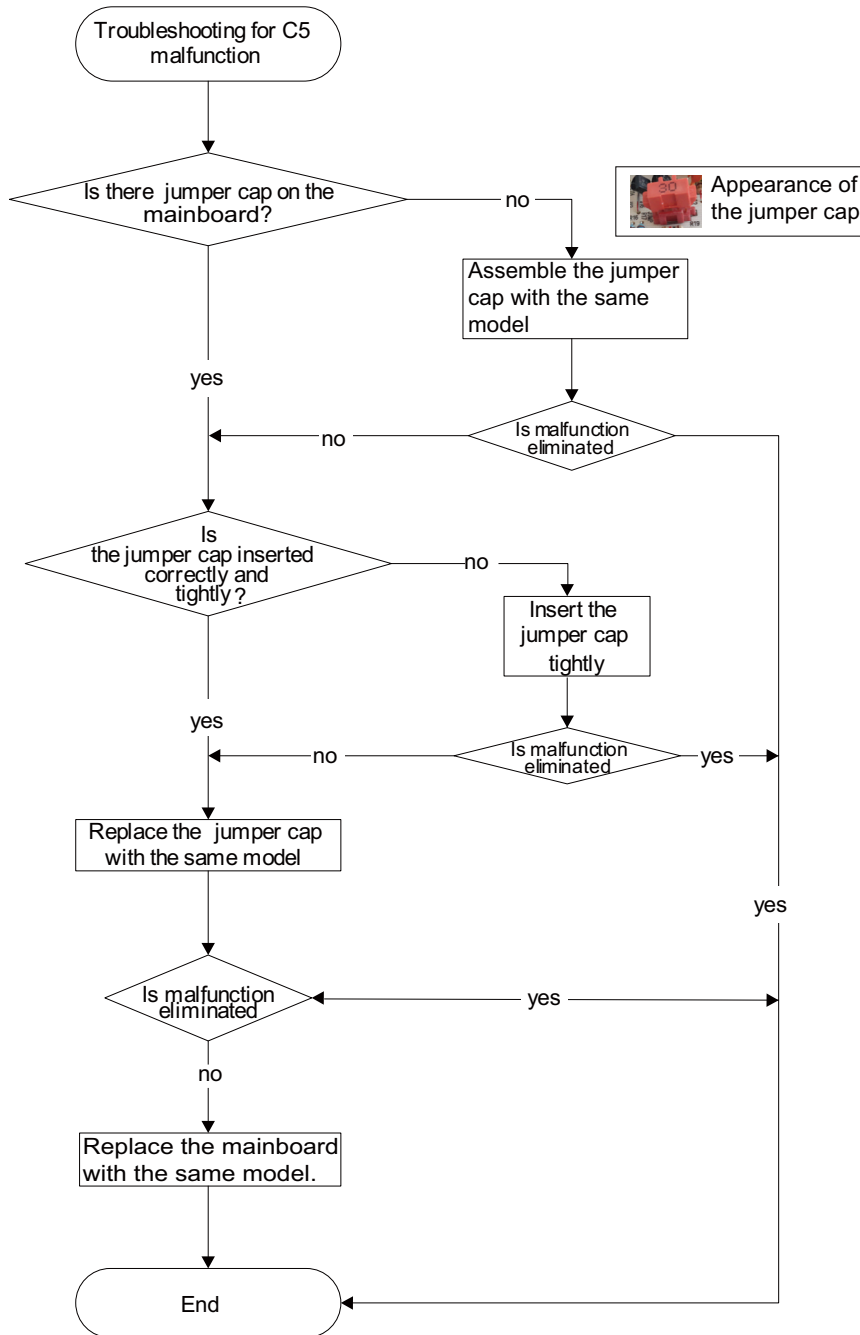 Troubleshooting for C5
malfunction
Is there jumper cap on the
mainboard?
no
30
Appearance of
the jumper cap
Assemble the jumper
cap with the same
model
yes
no
Is malfunction
eliminated
Is
the jumper cap inserted
correctly and
tightly?
no
Insert the
jumper cap
tightly
yes
no
Is malfunction
eliminated
yes
Replace the jumper cap
with the same model
yes
Is malfunction
eliminated
yes
no
Replace the mainboard
with the same model.
End